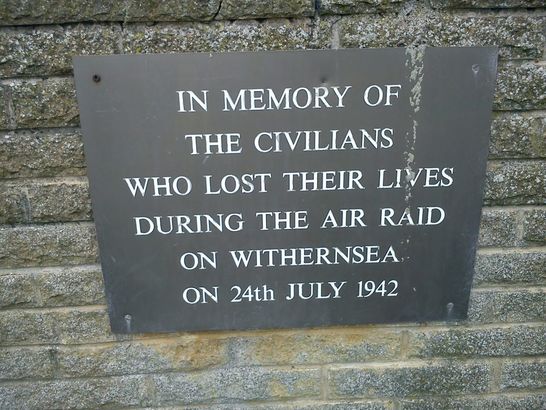 IN MEMORY OF
THE CIVILIANS
WHO LOST THEIR LIVES
DURING THE AIR RAID
ON WITHERNSEA
ON 24th JULY 1942